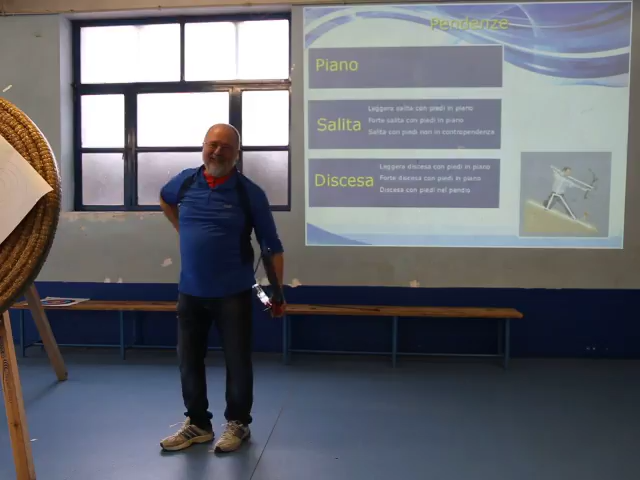 Pendenze
Piano
Salita
Leggera salita con piedi in piano
Forte salita con piedi in piano
Salita con piedi non in contropendenza
Discesa
Leggera discesa con piedi in piano
Forte discesa con piedi in piano
Discesa con piedi nel pendio